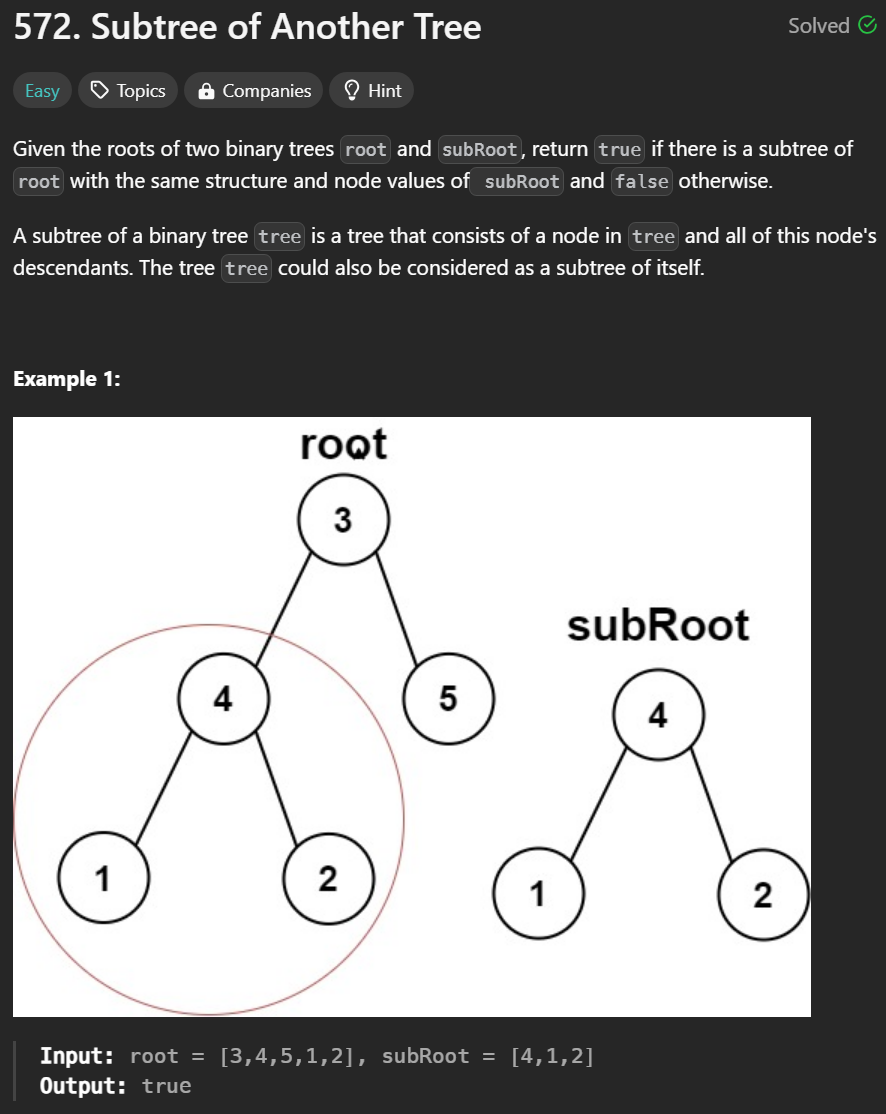 572. Subtree of Another Tree
Solved
Easy
Topics
Companies
Hint
Given the roots of two binary trees root and subRoot, return true if there is a subtree of
root with the same structure and node values of subRoot and false otherwise.
A subtree of a binary tree tree is a tree that consists of a node in tree and all of this node's
descendants. The tree tree could also be considered as a subtree of itself.
Example 1:
root
3
subRoot
4
5
4
1
2
1
2
Input: root = [3,4,5,1,2], subRoot = [4,1,2]
Output: true